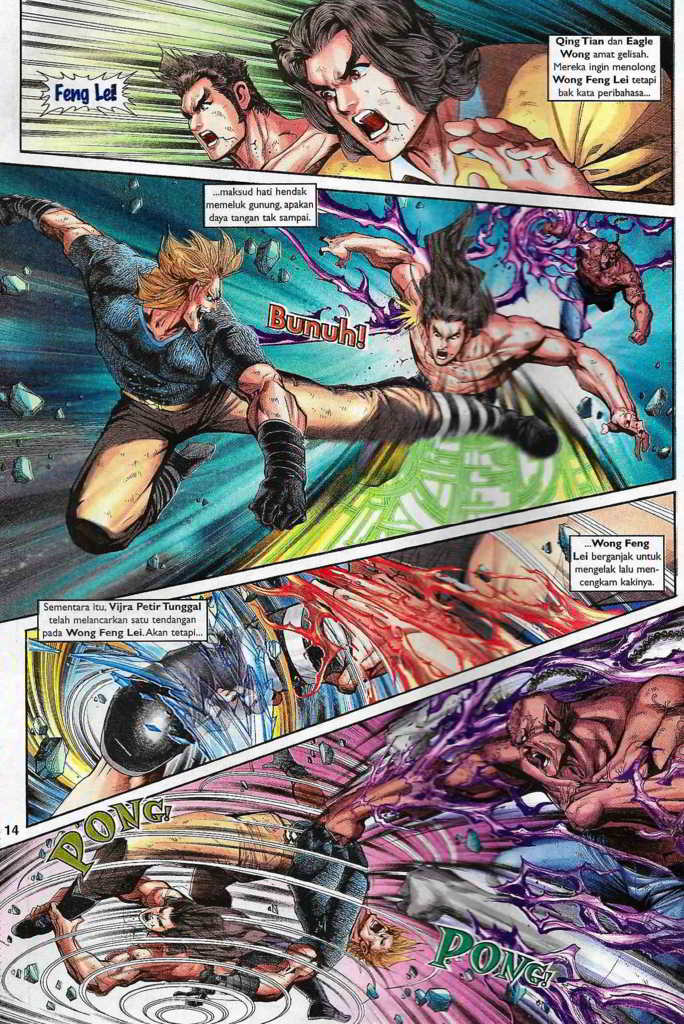 Feng Lei!
Qing Tian dan Eagle
Wong amat gelisah.
Mereka ingin menolong
Wong Feng Lei tetapi
bak kata peribahasa...
...maksud hati hendak
memeluk gunung, apakan
daya tangan tak sampai.
Bunuh!
...Wong Feng
Lei berganjak untuk
mengelak lalu men-
cengkam kakinya.
Sementara itu, Vijra Petir Tunggal
telah melancarkan satu tendangan
pada Wong Feng Lei. Akan tetapi...
14
PONG!
PONG!